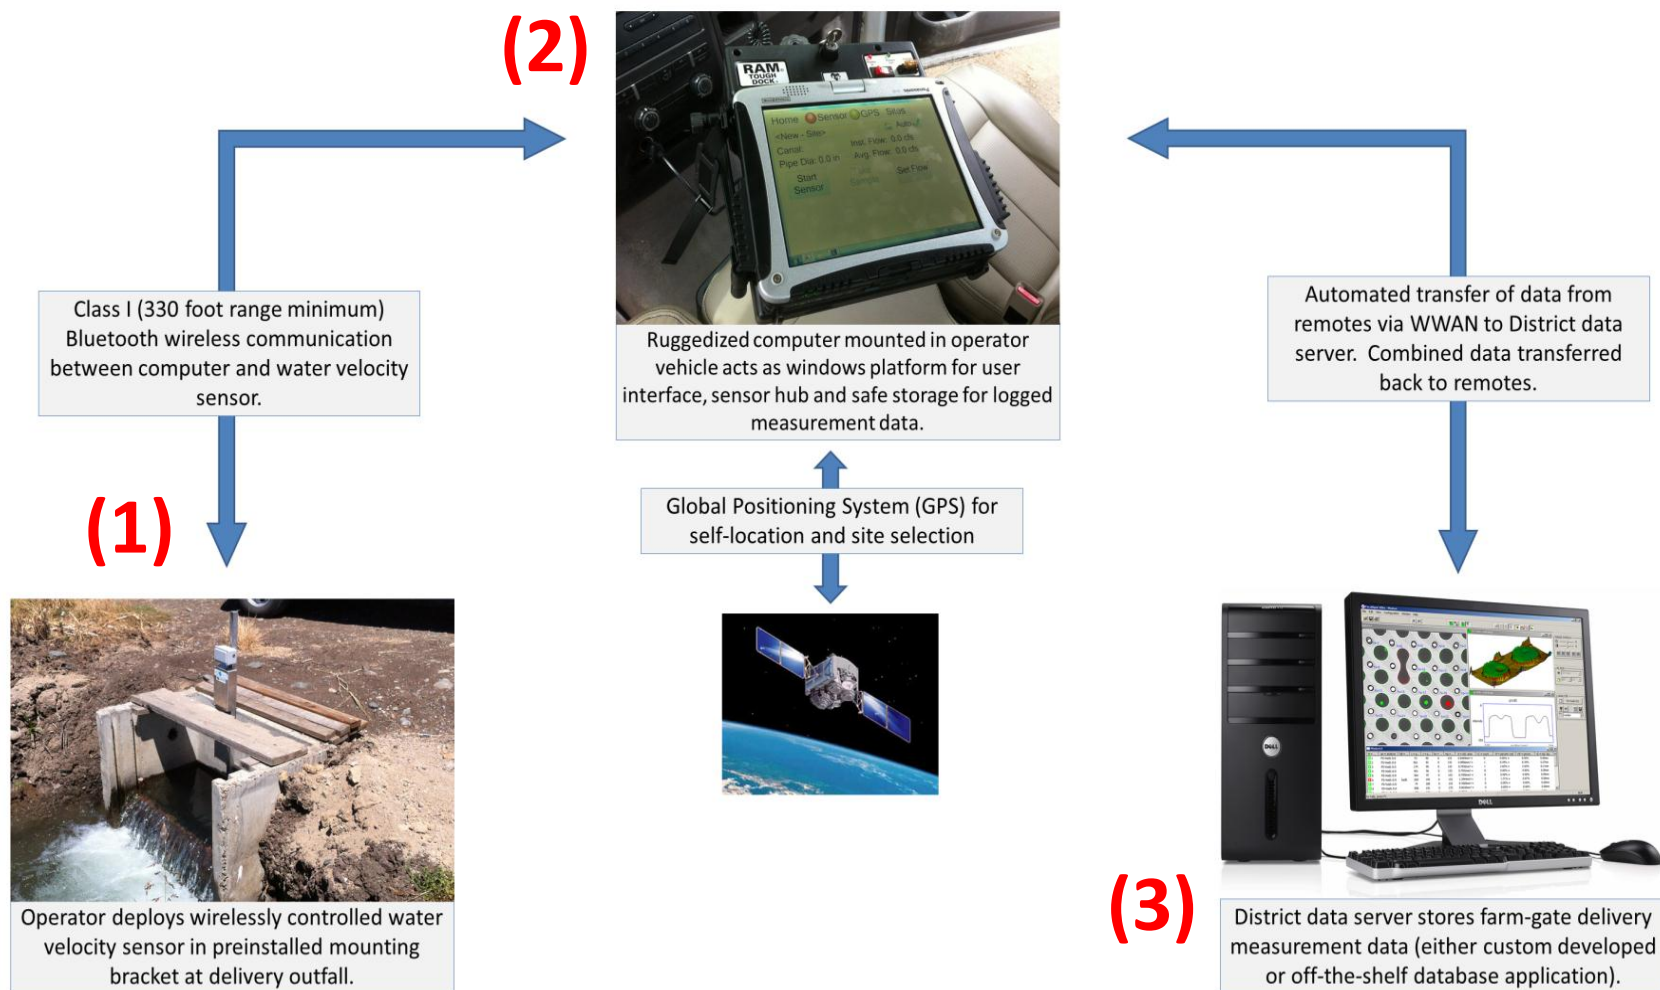 (2)
RAM
TOUGH
DOCK
Home Sensor GPS
<New - Site>
Auto
Canal:
Inst. Flow: 0.0 cfs
Pipe Dia: 0.0 in
Avg. Flow: 0.0 cfs
Start
Sensor
Set Flow
Class I (330 foot range minimum)
Bluetooth wireless communication
between computer and water velocity
sensor.
Ruggedized computer mounted in operator
vehicle acts as windows platform for user
interface, sensor hub and safe storage for logged
measurement data.
Automated transfer of data from
remotes via WWAN to District data
server. Combined data transferred
back to remotes.
(1)
Global Positioning System (GPS) for
self-location and site selection
DELL
DELL
(3)
Operator deploys wirelessly controlled water
velocity sensor in preinstalled mounting
bracket at delivery outfall.
District data server stores farm-gate delivery
measurement data (either custom developed
or off-the-shelf database application).